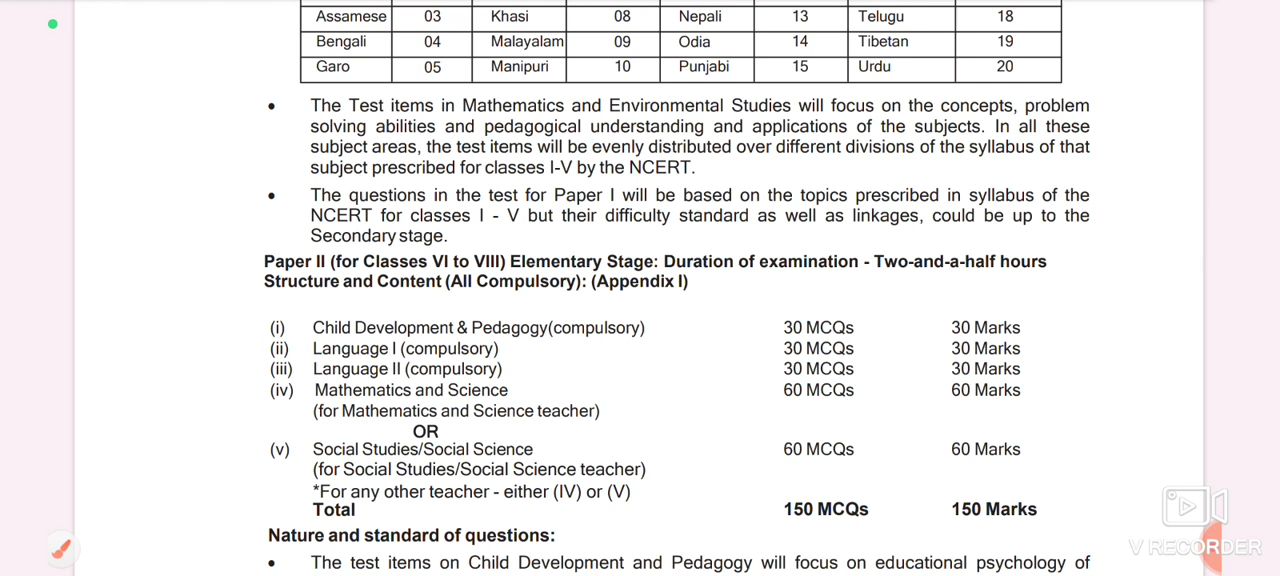 Assamese 03 Khasi 08 Nepali 13 Telugu 18
Bengali 04 Malayalam 09 Odia 14 Tibetan 19
Garo 05 Manipuri 10 Punjabi 15 Urdu 20
• The Test items in Mathematics and Environmental Studies will focus on the concepts, problem
solving abilities and pedagogical understanding and applications of the subjects. In all these
subject areas, the test items will be evenly distributed over different divisions of the syllabus of that
subject prescribed for classes I-V by the NCERT.
• The questions in the test for Paper I will be based on the topics prescribed in syllabus of the
NCERT for classes I - V but their difficulty standard as well as linkages, could be up to the
Secondary stage.
Paper II (for Classes VI to VIII) Elementary Stage: Duration of examination - Two-and-a-half hours
Structure and Content (All Compulsory): (Appendix I)
(i) Child Development & Pedagogy(compulsory) 30 MCQs 30 Marks
(ii) Language I (compulsory) 30 MCQs 30 Marks
(iii) Language II (compulsory) 30 MCQs 30 Marks
(iv) Mathematics and Science 60 MCQs 60 Marks
(for Mathematics and Science teacher)
OR
(v) Social Studies/Social Science 60 MCQs 60 Marks
(for Social Studies/Social Science teacher)
*For any other teacher - either (IV) or (V)
Total 150 MCQs 150 Marks
Nature and standard of questions:
• The test items on Child Development and Pedagogy will focus on educational psychology of
V RECORDER